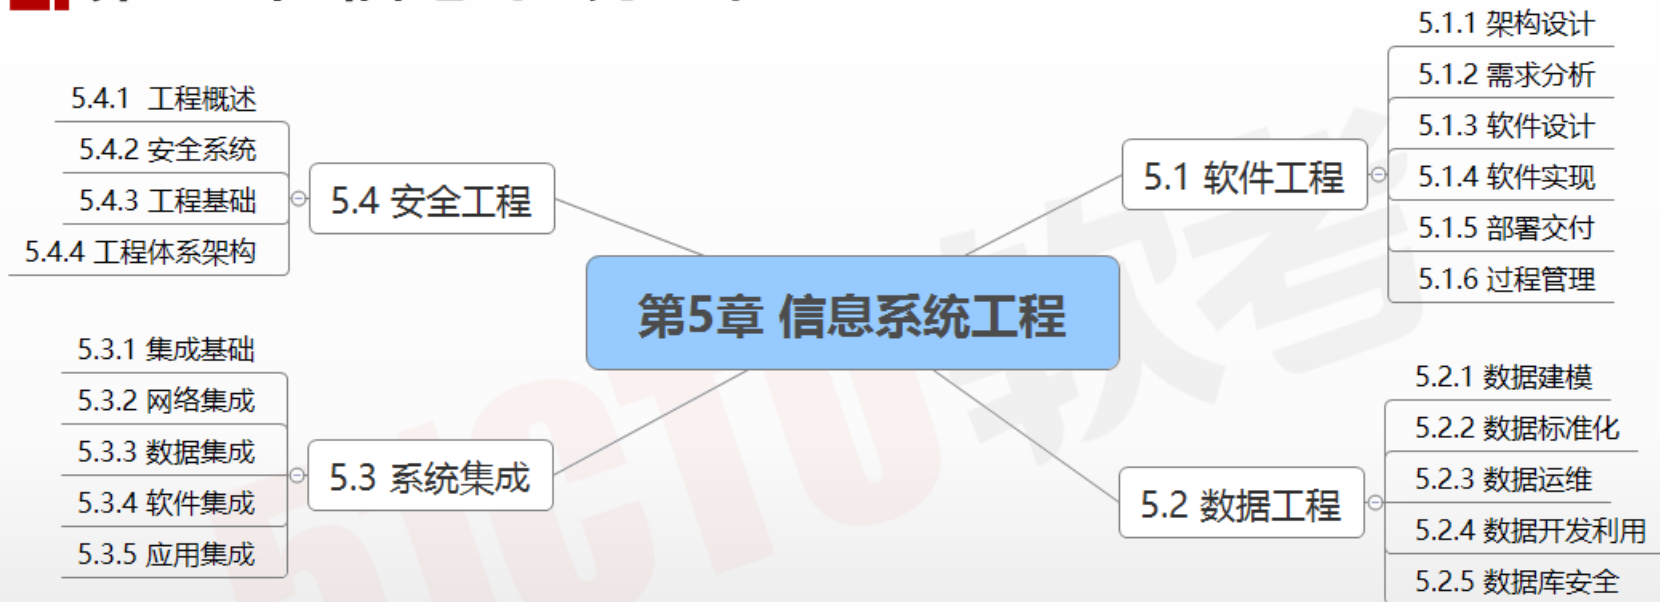 第5章 信息系统工程
5.1 软件工程
5.1.1 架构设计
5.1.2 需求分析
5.1.3 软件设计
5.1.4 软件实现
5.1.5 部署交付
5.1.6 过程管理
5.2 数据工程
5.2.1 数据建模
5.2.2 数据标准化
5.2.3 数据运维
5.2.4 数据开发利用
5.2.5 数据库安全
5.3 系统集成
5.3.1 集成基础
5.3.2 网络集成
5.3.3 数据集成
5.3.4 软件集成
5.3.5 应用集成
5.4 安全工程
5.4.1 工程概述
5.4.2 安全系统
5.4.3 工程基础
5.4.4 工程体系架构
51CTO软考